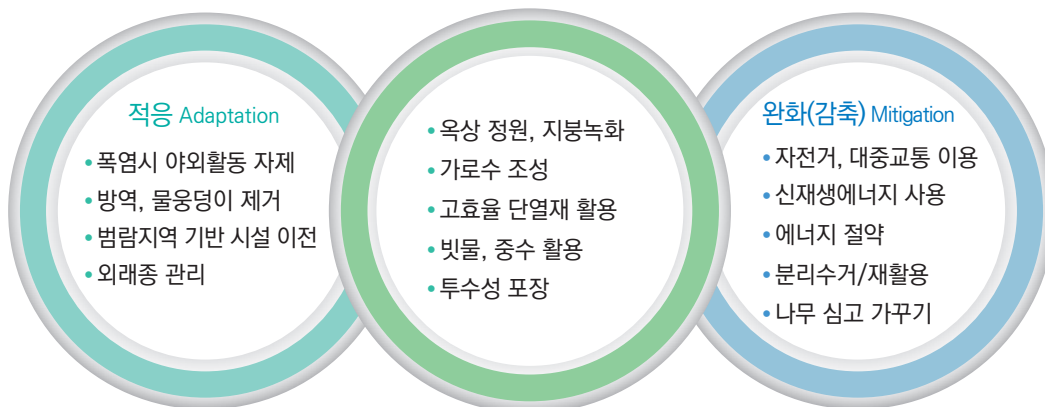 적응 Adaptation
• 폭염시 야외활동 자제
• 방역, 물웅덩이 제거
• 범람지역 기반 시설 이전
• 외래종 관리
• 옥상 정원, 지붕녹화
• 가로수 조성
• 고효율 단열재 활용
• 빗물, 중수 활용
• 투수성 포장
완화(감축) Mitigation
• 자전거, 대중교통 이용
• 신재생에너지 사용
• 에너지 절약
• 분리수거/재활용
• 나무 심고 가꾸기